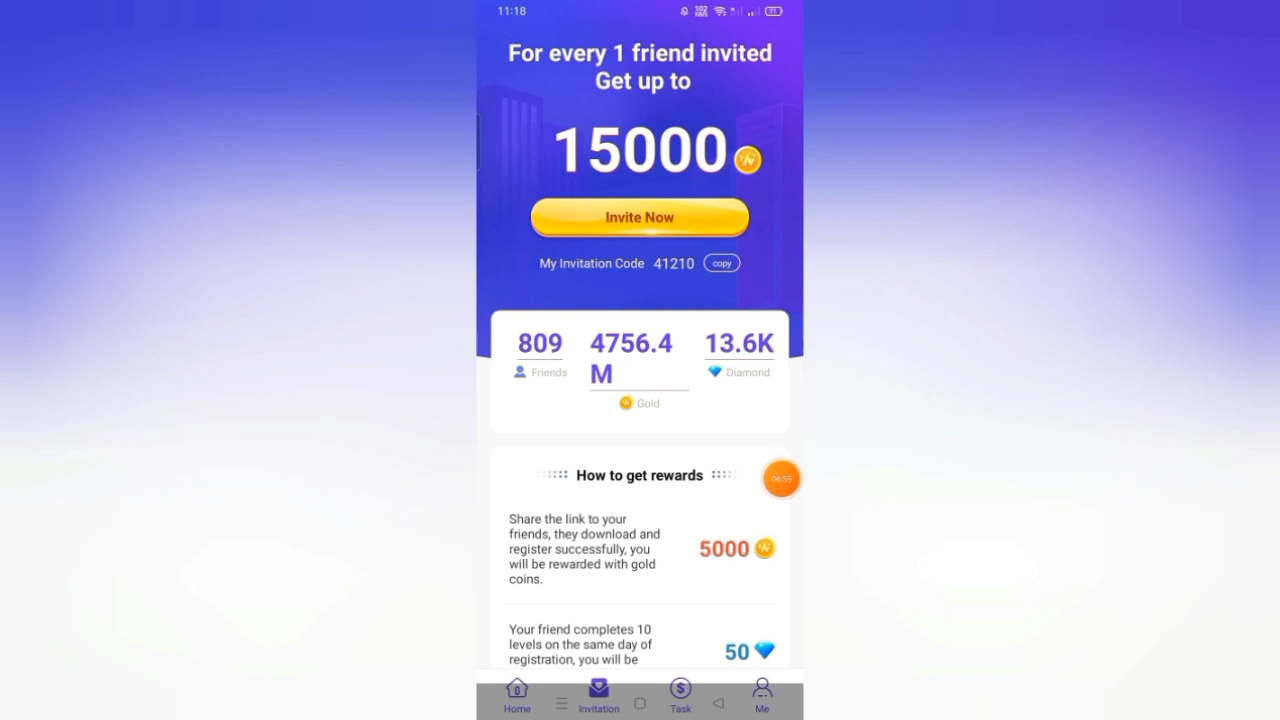 11:18
For every 1 friend invited
Get up to
15000
Invite Now
My Invitation Code 41210 copy
809
Friends
4756.4
M
Gold
13.6K
Diamond
How to get rewards
06:55
Share the link to your
friends, they download and
register successfully, you
will be rewarded with gold
coins.
5000
Your friend completes 10
levels on the same day of
registration, you will be
50
Home
Invitation
Task
Me